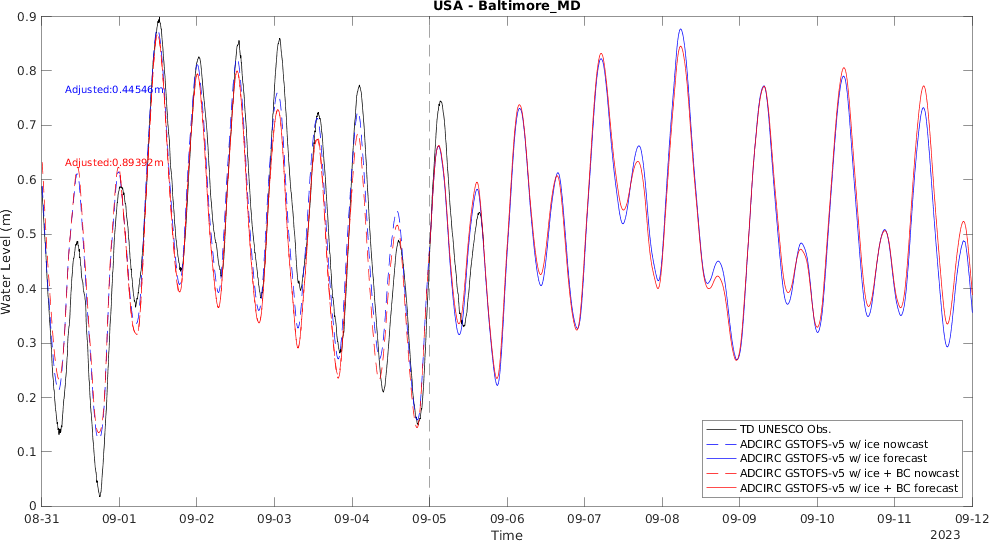 USA - Baltimore_MD
0.9
0.8
0.7
0.6
0.5
0.4
0.3
0.2
0.1
0
Water Level (m)
Adjusted:0.44546m
Adjusted:0.89392m
TD UNESCO Obs.
ADCIRC GSTOFS-v5 w/ ice nowcast
ADCIRC GSTOFS-v5 w/ ice forecast
ADCIRC GSTOFS-v5 w/ ice + BC nowcast
ADCIRC GSTOFS-v5 w/ ice + BC forecast
08-31 09-01 09-02 09-03 09-04 09-05 09-06 09-07 09-08 09-09 09-10 09-11 09-12
Time
2023